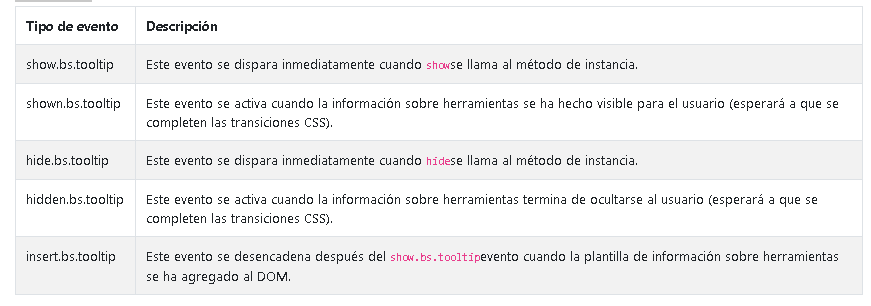 Tipo de evento Descripción
show.bs.tooltip Este evento se dispara inmediatamente cuando showse llama al método de instancia.
shown.bs.tooltip Este evento se activa cuando la información sobre herramientas se ha hecho visible para el usuario (esperará a que se
completen las transiciones CSS).
hide.bs.tooltip Este evento se dispara inmediatamente cuando hidese llama al método de instancia.
hidden.bs.tooltip Este evento se activa cuando la información sobre herramientas termina de ocultarse al usuario (esperará a que se
completen las transiciones CSS).
insert.bs.tooltip Este evento se desencadena después del show.bs.tooltipevento cuando la plantilla de información sobre herramientas
se ha agregado al DOM.